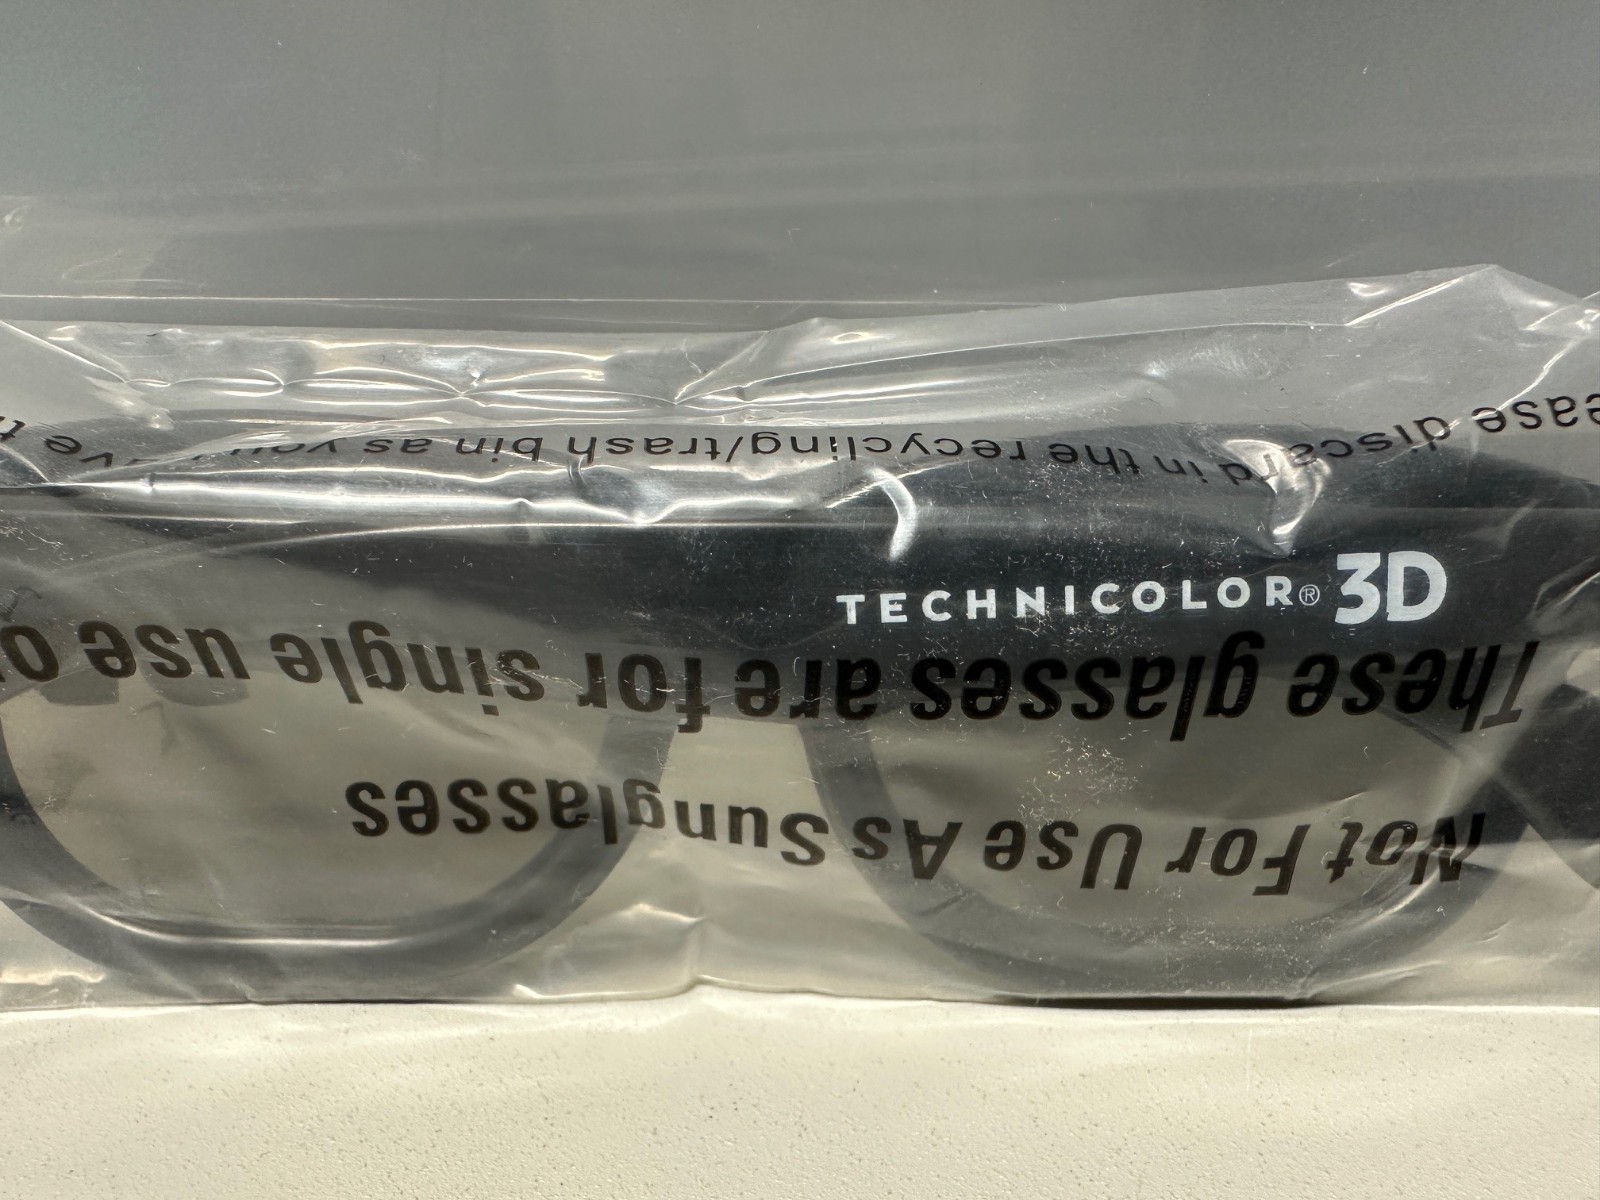 TECHNICOLOR® 3D
Not For Use As Sunglasses
These glasses are for single use
ease discard in the recycling/trash bin as you